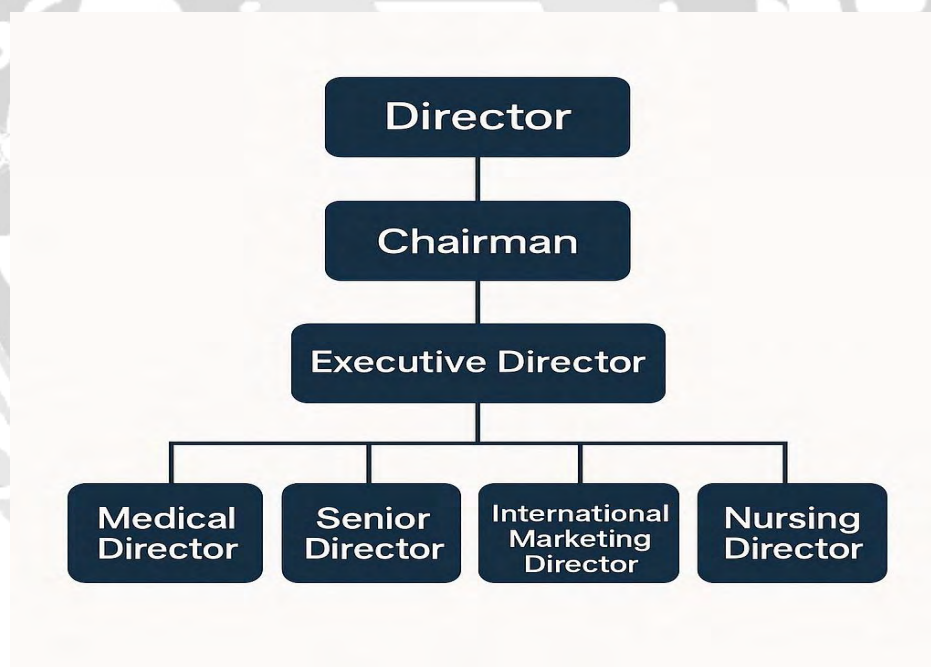 Director
Chairman
Executive Director
Medical
Director
Senior
Director
International
Marketing
Director
Nursing
Director